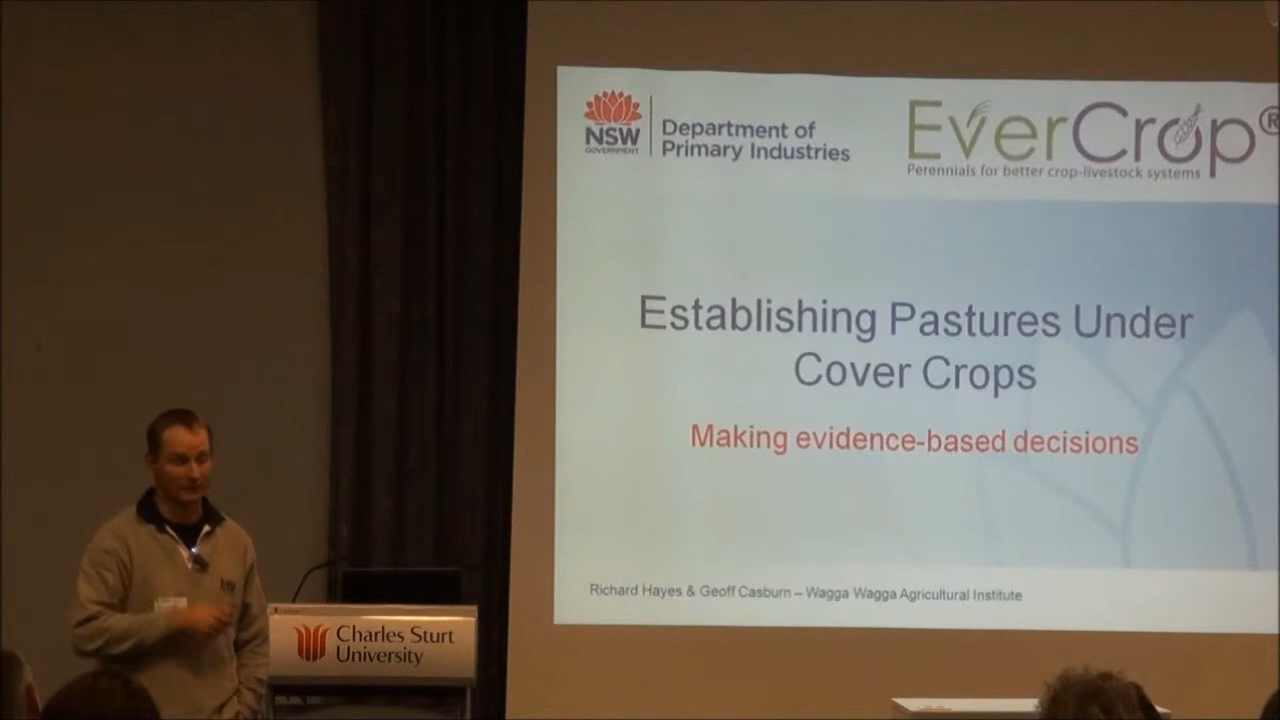 NSW
GOVERNMENT
Department of
Primary Industries
EverCrop®
Perennials for better crop-livestock systems
Establishing Pastures Under
Cover Crops
Making evidence-based decisions
Richard Hayes & Geoff Casburn – Wagga Wagga Agricultural Institute
Charles Sturt
University